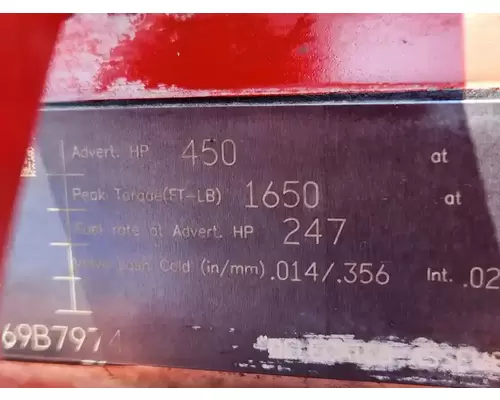 Advert. HP 450 at
Peak Torque(FT-LB) 1650 at
Fuel rate at Advert. HP 247
Valve Lash Cold (in/mm) .014/.356 Int. .02
69B7974